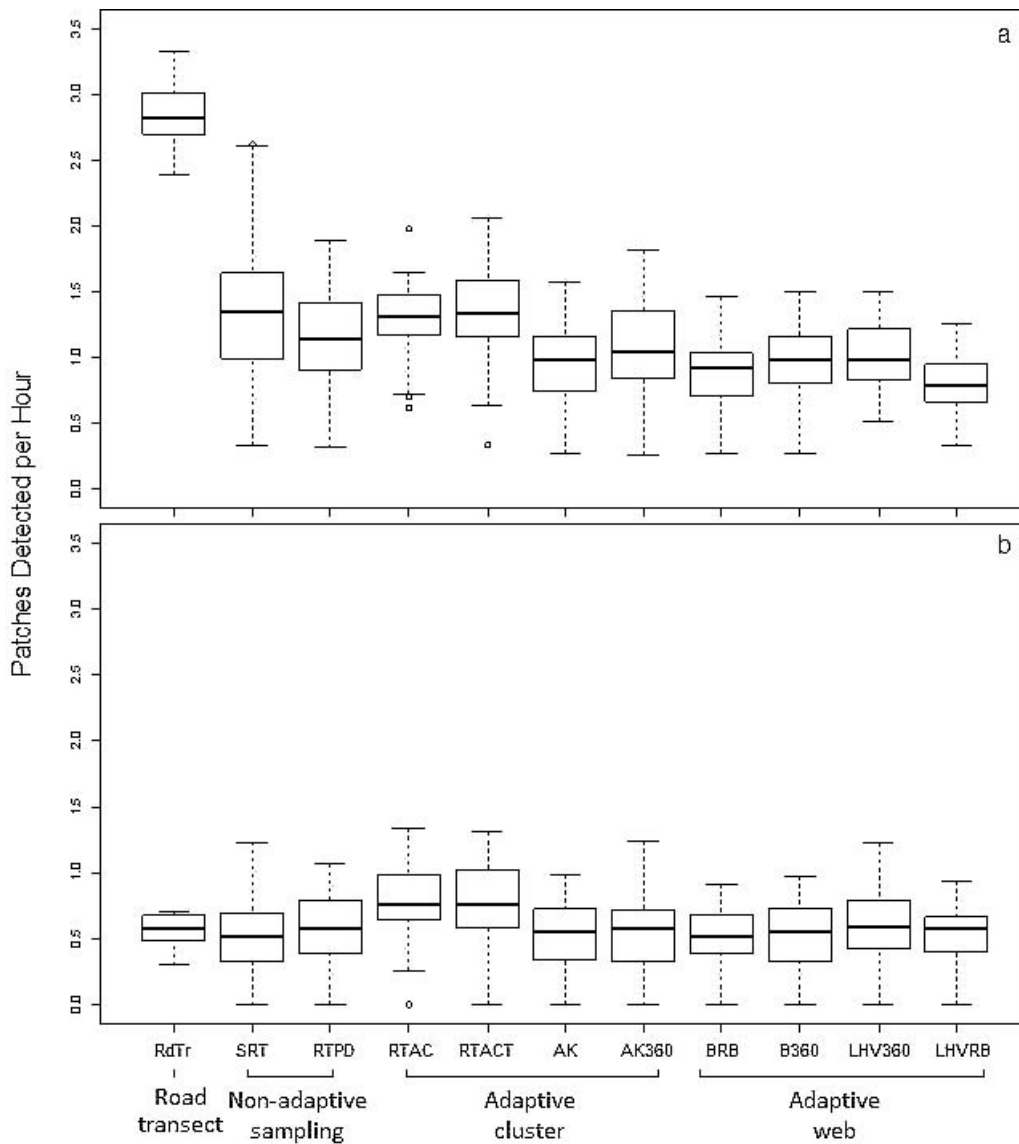 a
3.5
3.0
2.5
2.0
1.5
1.0
0.5
0.0
Patches Detected per Hour
b
3.5
3.0
2.5
2.0
1.5
1.0
0.5
0.0
RdTr SRT RTPD RTAC RTACT AK AK360 BRB B360 LHV360 LHVRB
Road Non-adaptive Adaptive Adaptive
transect sampling cluster web